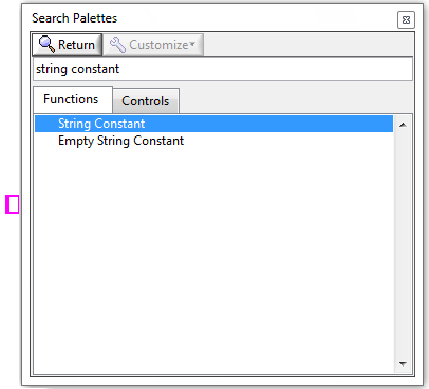 Search Palettes
Return Customize
string constant
Functions Controls
String Constant
Empty String Constant